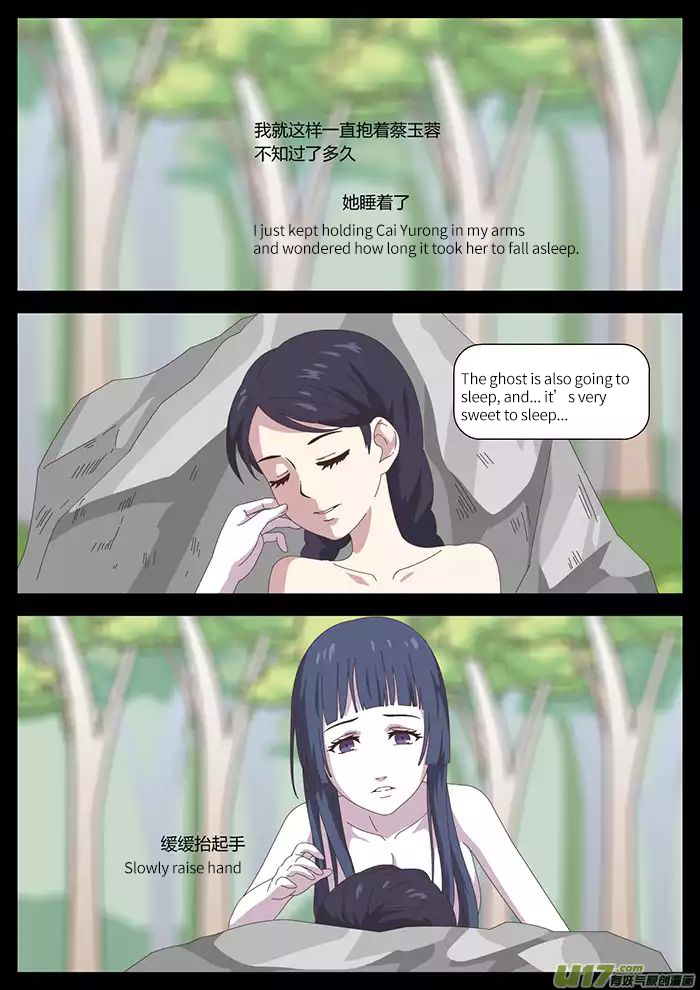 我就这样一直抱着蔡玉蓉
不知过了多久
她睡着了
I just kept holding Cai Yurong in my arms
and wondered how long it took her to fall asleep.
The ghost is also going to
sleep, and... it's very
sweet to sleep...
缓缓抬起手
Slowly raise hand
U17.com
有妖气原创漫画